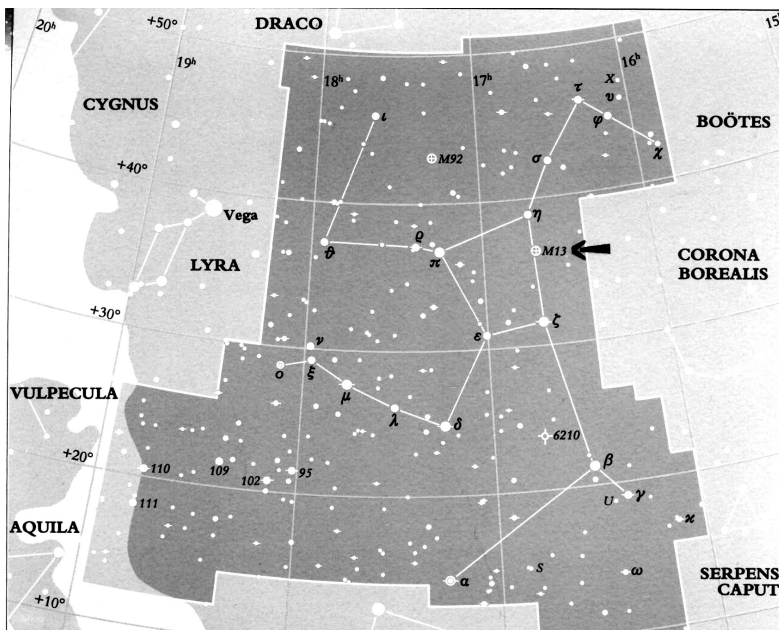 20h
+50°
DRACO
15
19h
18h
17h
16h
X
τ
υ
CYGNUS
ι
φ
BOÖTES
M92
σ
χ
+40°
η
Vega
ϑ
ϱ
π
M13
LYRA
CORONA
BOREALIS
+30°
ν
ε
ζ
ο
ξ
μ
VULPECULA
λ
δ
6210
+20°
110
109
102
95
β
111
U
γ
ϰ
AQUILA
α
S
ω
SERPENS
CAPUT
+10°